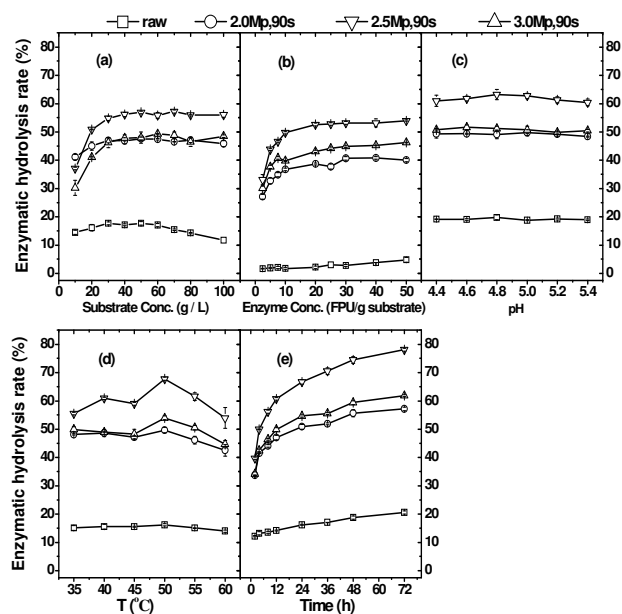 raw 2.0Mp,90s 2.5Mp,90s 3.0Mp,90s
Enzymatic hydrolysis rate (%)
80
70
60
50
40
30
20
10
0
(a)
0 20 40 60 80 100
Substrate Conc. (g / L)
(b)
0 10 20 30 40 50
Enzyme Conc. (FPU/g substrate)
(c)
4.4 4.6 4.8 5.0 5.2 5.4
pH
80
70
60
50
40
30
20
10
0
Enzymatic hydrolysis rate (%)
80
70
60
50
40
30
20
10
0
(d)
35 40 45 50 55 60
T (°C)
(e)
0 12 24 36 48 60 72
Time (h)
80
70
60
50
40
30
20
10
0